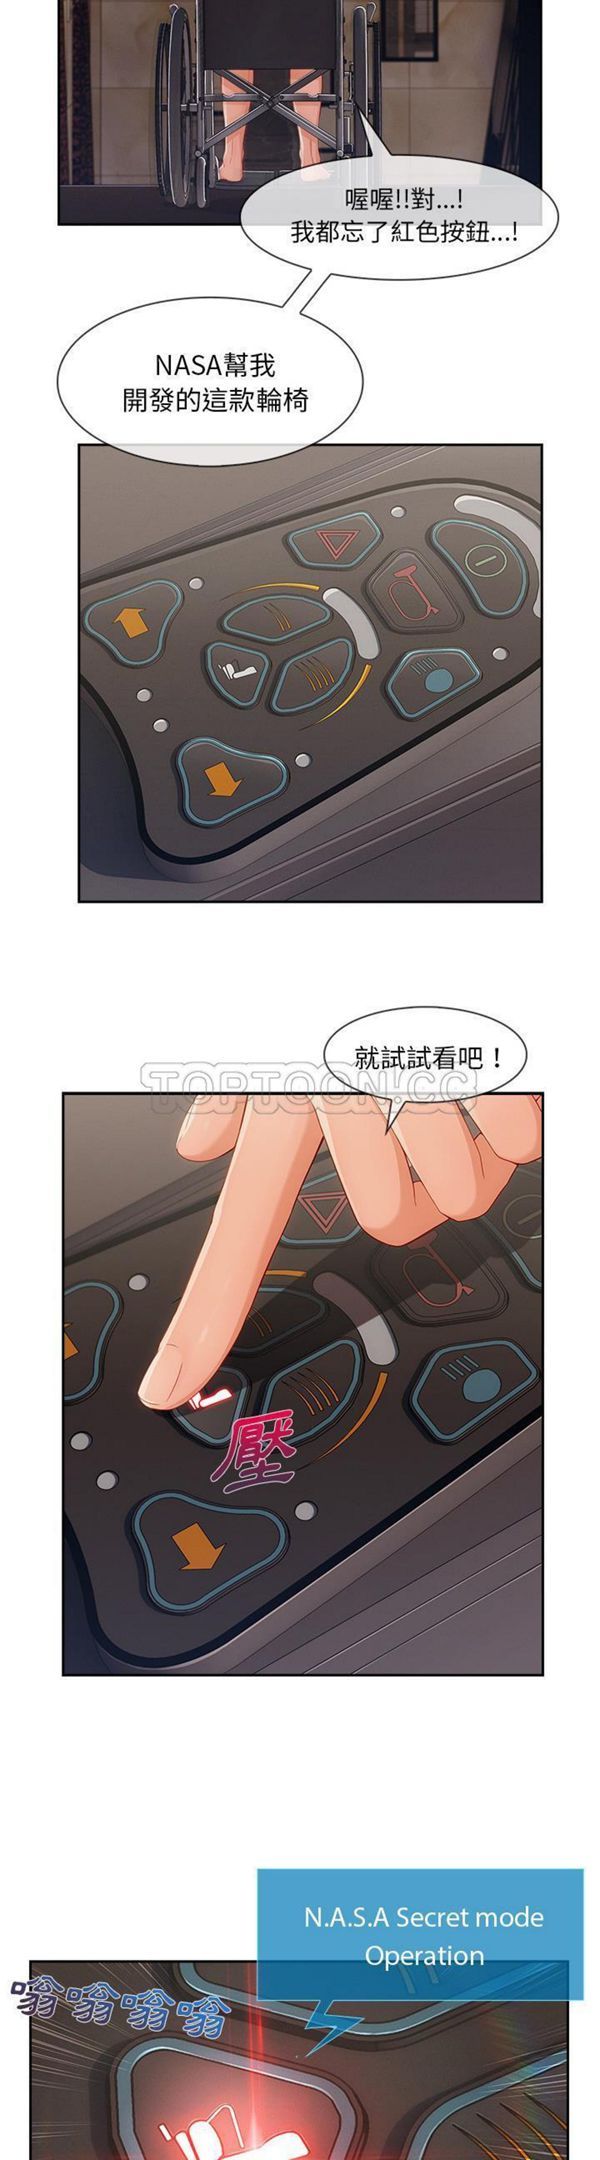 喔喔!!對...!
我都忘了紅色按鈕...!
NASA幫我
開發的這款輪椅
就試試看吧！
TOPTOON.CC
壓
N.A.S.A Secret mode
Operation
嗡嗡嗡嗡